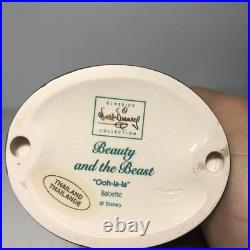 CLASSICS
Walt Disney
COLLECTION
Beauty
and the Beast
"Ooh-la-la"
Babette
© Disney
THAILAND
THAILANDE